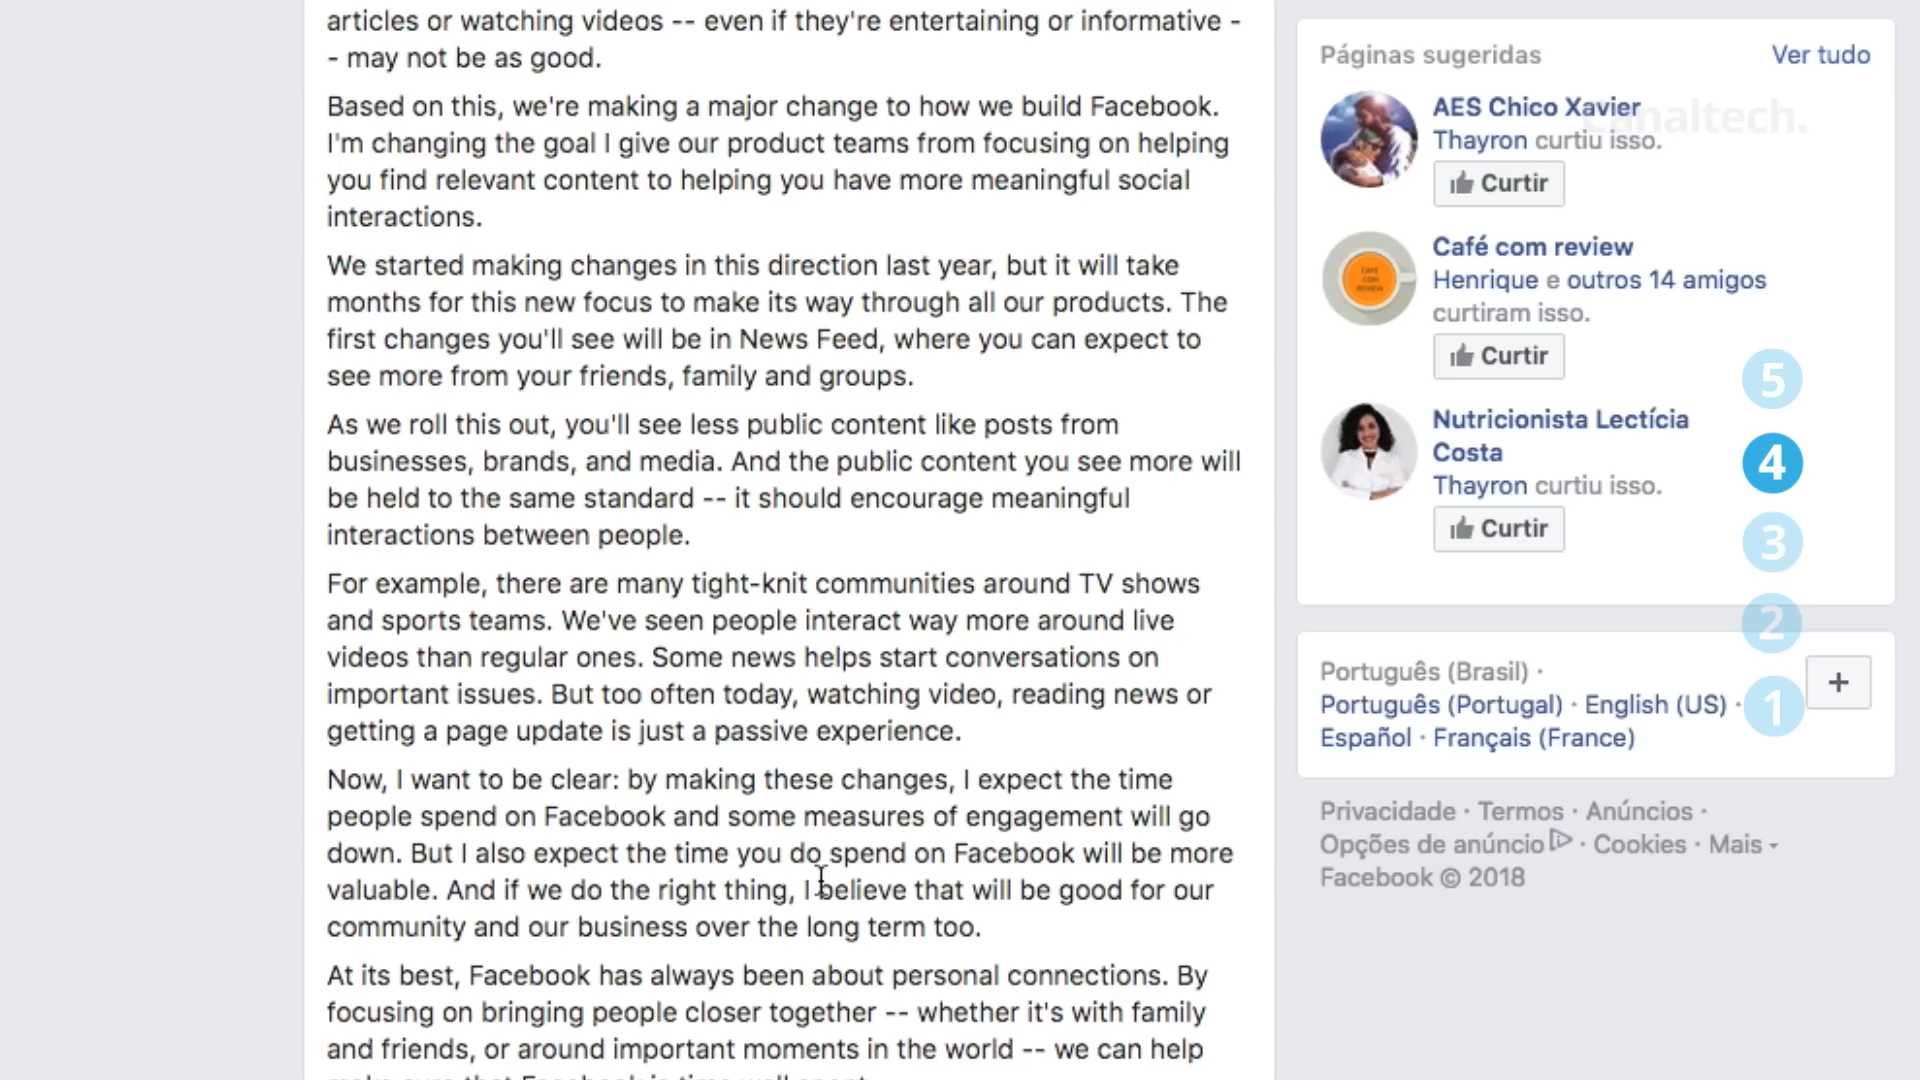 articles or watching videos -- even if they're entertaining or informative -
- may not be as good.
Based on this, we're making a major change to how we build Facebook.
I'm changing the goal I give our product teams from focusing on helping
you find relevant content to helping you have more meaningful social
interactions.
We started making changes in this direction last year, but it will take
months for this new focus to make its way through all our products. The
first changes you'll see will be in News Feed, where you can expect to
see more from your friends, family and groups.
As we roll this out, you'll see less public content like posts from
businesses, brands, and media. And the public content you see more will
be held to the same standard -- it should encourage meaningful
interactions between people.
For example, there are many tight-knit communities around TV shows
and sports teams. We've seen people interact way more around live
videos than regular ones. Some news helps start conversations on
important issues. But too often today, watching video, reading news or
getting a page update is just a passive experience.
Now, I want to be clear: by making these changes, I expect the time
people spend on Facebook and some measures of engagement will go
down. But I also expect the time you do spend on Facebook will be more
valuable. And if we do the right thing, I believe that will be good for our
community and our business over the long term too.
At its best, Facebook has always been about personal connections. By
focusing on bringing people closer together -- whether it's with family
and friends, or around important moments in the world -- we can help
make sure that Facebook is time well spent.
Páginas sugeridas
Ver tudo
AES Chico Xavier
canaltech.
Thayron curtiu isso.
Curtir
Café com review
CAFÉ
COM
REVIEW
Henrique e outros 14 amigos
curtiram isso.
Curtir
Nutricionista Lectícia
Costa
Thayron curtiu isso.
Curtir
5
4
3
2
1
Português (Brasil) ·
Português (Portugal) · English (US) ·
Español · Français (France)
+
Privacidade · Termos · Anúncios ·
Opções de anúncio · Cookies · Mais
Facebook © 2018